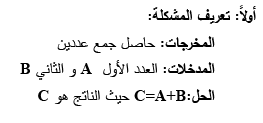 أولاً: تعريف المشكلة:
المخرجات: حاصل جمع عددين
المدخلات: العدد الأول A و الثاني B
الحل:C=A+B حيث الناتج هو C